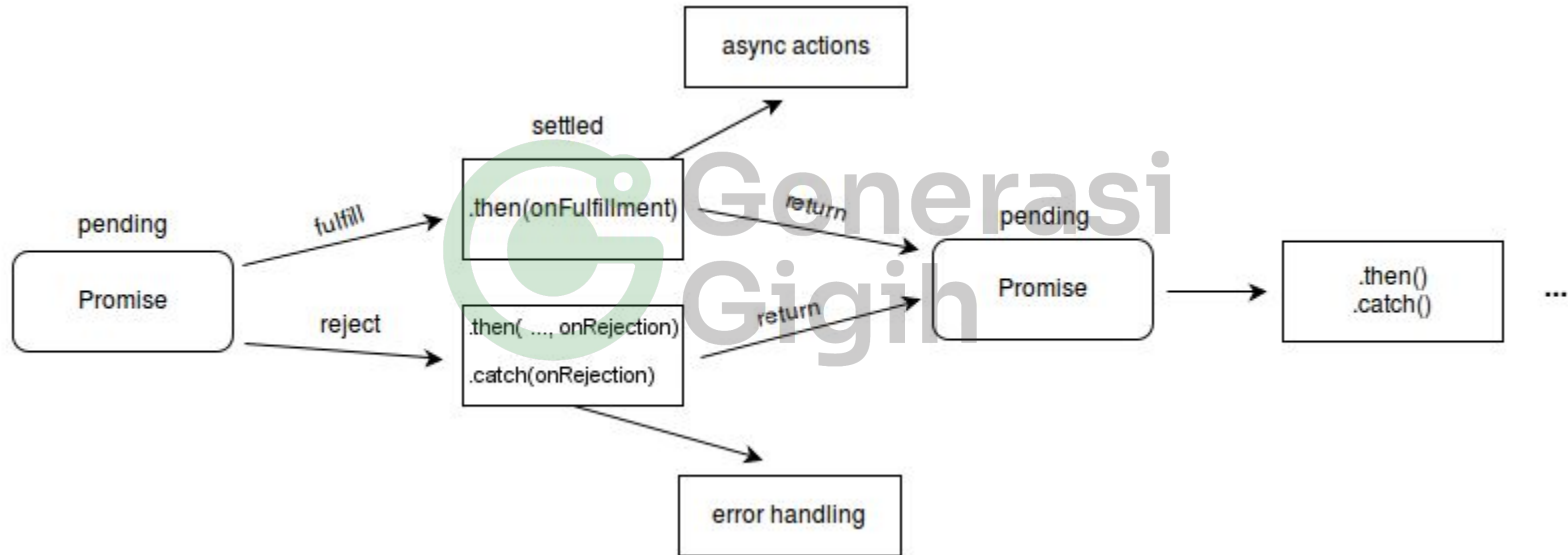 async actions
settled
.then(onFulfillment)
pending
Promise
fulfill
reject
.then( ..., onRejection)
.catch(onRejection)
return
return
pending
Promise
.then()
.catch()
...
error handling
Generasi
Gigih